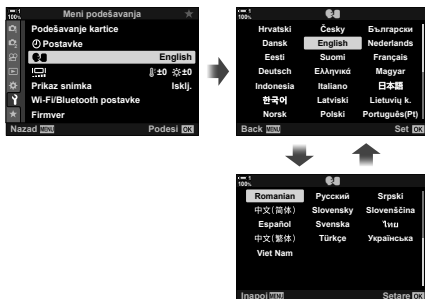 1
100%
Meni podešavanja
Podešavanje kartice
Postavke
English
±0 ±0
Prikaz snimka Isklj.
Wi-Fi/Bluetooth postavke
Firmver
Nazad MENU Podesi OK
1
100%
Hrvatski Česky Български
Dansk English Nederlands
Eesti Suomi Français
Deutsch Ελληνικά Magyar
Indonesia Italiano 日本語
한국어 Latviski Lietuvių k.
Norsk Polski Português(Pt)
Back MENU Set OK
1
100%
Romanian Русский Srpski
中文(简体) Slovensky Slovenščina
Español Svenska ไทย
中文(繁体) Türkçe Українська
Viet Nam
Inapoi MENU Setare OK